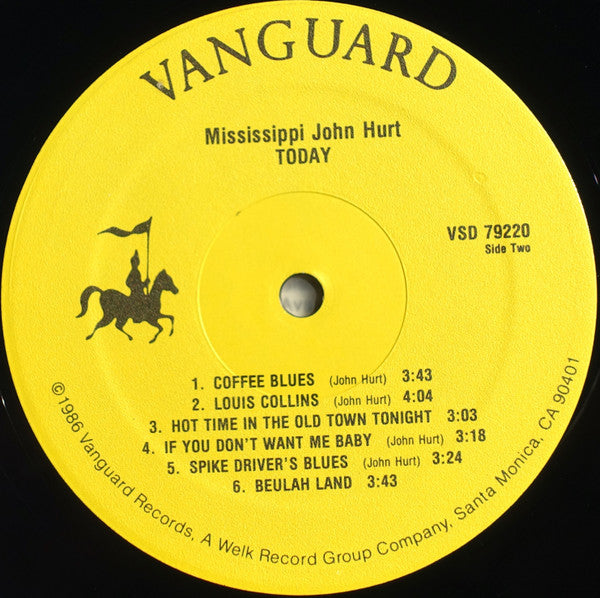 VANGUARD
Mississippi John Hurt
TODAY
VSD 79220
Side Two
1. COFFEE BLUES (John Hurt) 3:43
2. LOUIS COLLINS (John Hurt) 4:04
3. HOT TIME IN THE OLD TOWN TONIGHT 3:03
4. IF YOU DON'T WANT ME BABY (John Hurt) 3:18
5. SPIKE DRIVER'S BLUES (John Hurt) 3:24
6. BEULAH LAND 3:43
©1986 Vanguard Records, A Welk Record Group Company, Santa Monica, CA 90401